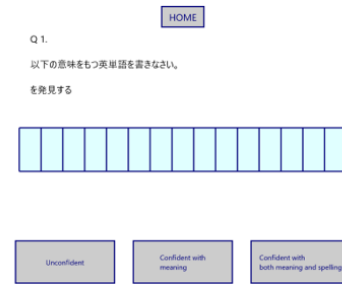 HOME
Q 1.
以下の意味をもつ英単語を書きなさい。
を発見する
Unconfident
Confident with
meaning
Confident with
both meaning and spelling